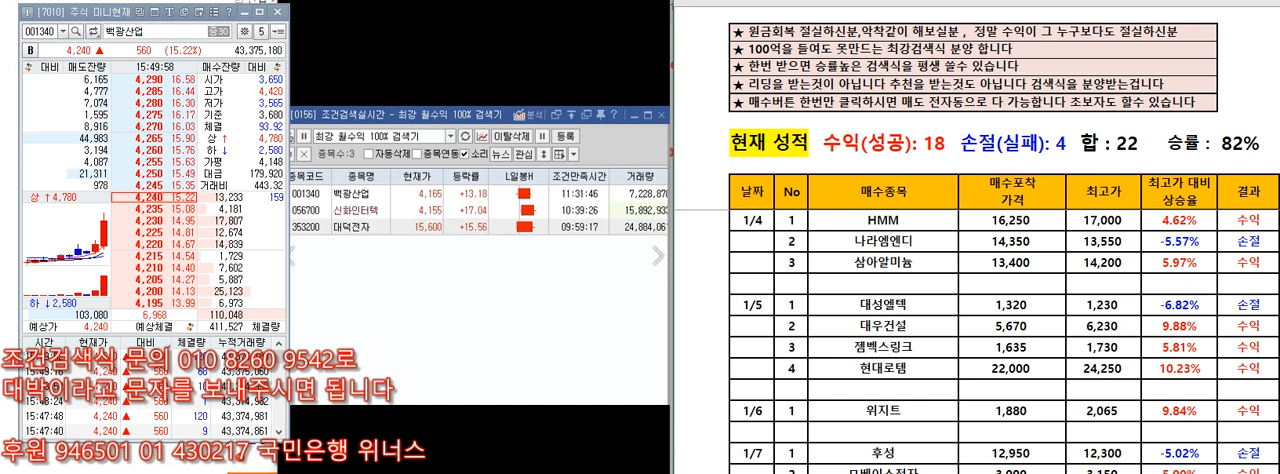 [7010] 주식 미니현재
001340 백광산업 증30 5
B 4,240 ▲ 560 (15.22%) 43,375,180
대비 매도잔량 15:49:58 매수잔량 대비
6,165 4,290 16.58 시가 3,650
4,777 4,285 16.44 고가 4,420
7,074 4,280 16.30 저가 3,565
1,595 4,275 16.17 기준 3,680
8,916 4,270 16.03 체결 93.92
44,983 4,265 15.90 상 ↑ 4,780
3,194 4,260 15.76 하 ↓ 2,580
4,087 4,255 15.63 가평 4,148
21,311 4,250 15.49 대금 179,920
978 4,245 15.35 거래비 443.32
상 ↑ 4,780 4,240 15.22 13,233 159
4,235 15.08 4,181
4,230 14.95 17,807
4,225 14.81 12,674
4,220 14.67 14,839
4,215 14.54 1,729
4,210 14.40 7,602
4,205 14.27 5,887
4,200 14.13 25,123
하 ↓ 2,580 4,195 13.99 6,973
103,080 6,968 110,048
예상가 4,240 예상체결 411,527 체결량
시간 현재가 대비 체결량 누적거래량
15:47:48 4,240 ▲ 560 120 43,374,981
15:47:40 4,240 ▲ 560 9 43,374,861
조건검색식 문의 010 8260 9542로
대박이라고 문자를 보내주시면 됩니다
후원 946501 01 430217 국민은행 위너스
[0156] 조건검색실시간 - 최강 월수익 100% 검색기 분석
최강 월수익 100% 검색기 이탈삭제 등록
종목수:3 자동삭제 종목연동 소리 뉴스 관심
종목코드 종목명 현재가 등락률 L일봉H 조건만족시간 거래량
001340 백광산업 4,165 +13.18 11:31:46 7,228,878
056700 신화인터텍 4,155 +17.04 10:39:26 15,892,933
353200 대덕전자 15,600 +15.56 09:59:17 24,884,067
★ 원금회복 절실하신분,악착같이 해보실분 , 정말 수익이 그 누구보다도 절실하신분
★ 100억을 들여도 못만드는 최강검색식 분양 합니다
★ 한번 받으면 승률높은 검색식을 평생 쓸수 있습니다
★ 리딩을 받는것이 아닙니다 추천을 받는것도 아닙니다 검색식을 분양받는겁니다
★ 매수버튼 한번만 클릭하시면 매도 전자동으로 다 가능합니다 초보자도 할수 있습니다
현재 성적 수익(성공): 18 손절(실패): 4 합 : 22 승률 : 82%
날짜 No 매수종목 매수포착 가격 최고가 최고가 대비 상승율 결과
1/4 1 HMM 16,250 17,000 4.62% 수익
2 나라엠엔디 14,350 13,550 -5.57% 손절
3 삼아알미늄 13,400 14,200 5.97% 수익
1/5 1 대성엘텍 1,320 1,230 -6.82% 손절
2 대우건설 5,670 6,230 9.88% 수익
3 젬벡스링크 1,635 1,730 5.81% 수익
4 현대로템 22,000 24,250 10.23% 수익
1/6 1 위지트 1,880 2,065 9.84% 수익
1/7 1 후성 12,950 12,300 -5.02% 손절